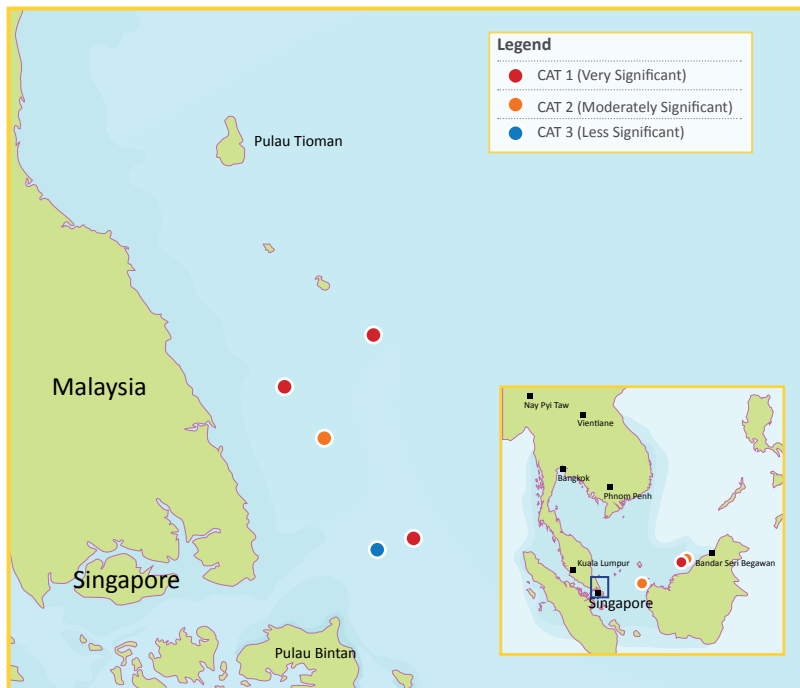 Legend
CAT 1 (Very Significant)
CAT 2 (Moderately Significant)
CAT 3 (Less Significant)
Pulau Tioman
Malaysia
Singapore
Pulau Bintan
Nay Pyi Taw
Vientiane
Bangkok
Phnom Penh
Kuala Lumpur
Bandar Seri Begawan
Singapore